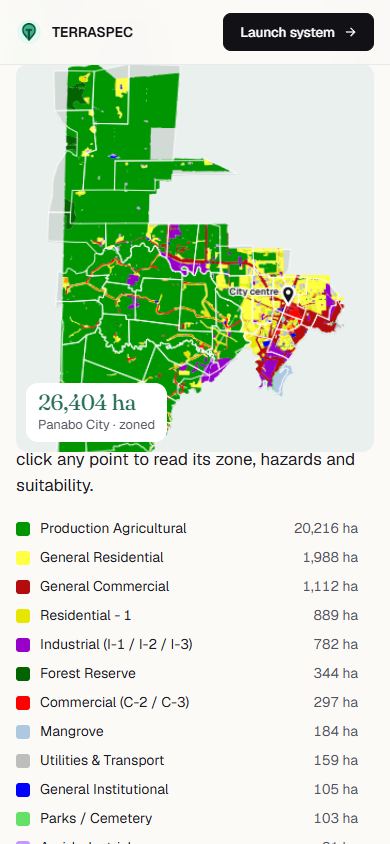 TERRASPEC
Launch system →
City centre
26,404 ha
Panabo City · zoned
click any point to read its zone, hazards and
suitability.
Production Agricultural 20,216 ha
General Residential 1,988 ha
General Commercial 1,112 ha
Residential - 1 889 ha
Industrial (I-1 / I-2 / I-3) 782 ha
Forest Reserve 344 ha
Commercial (C-2 / C-3) 297 ha
Mangrove 184 ha
Utilities & Transport 159 ha
General Institutional 105 ha
Parks / Cemetery 103 ha